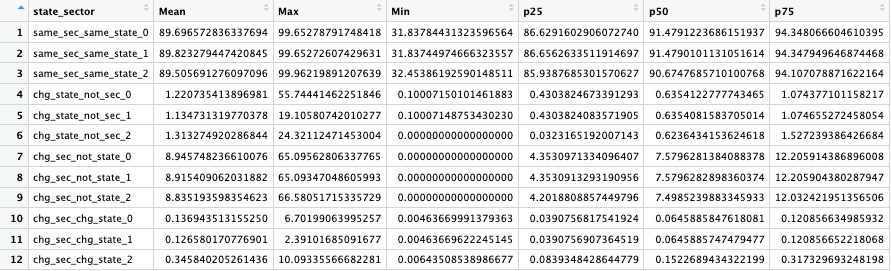 state_sector Mean Max Min p25 p50 p75
1 same_sec_same_state_0 89.696572836337694 99.65278791748418 31.83784431323596564 86.6291602906072740 91.4791223686151937 94.348066604610395
2 same_sec_same_state_1 89.823279447420845 99.65272607429631 31.83744974666323557 86.6562633511914697 91.4790101131051614 94.347949646874468
3 same_sec_same_state_2 89.505691276097096 99.96219891207639 32.45386192590148511 85.9387685301570627 90.6747685710100768 94.107078871622164
4 chg_state_not_sec_0 1.220735413896981 55.74441462251846 0.10007150101461883 0.4303824673391293 0.6354122777743465 1.074377101158217
5 chg_state_not_sec_1 1.134731319770378 19.10580742010277 0.10071487534302​30 0.4303824083571905 0.6354081583705014 1.074655272458054
6 chg_state_not_sec_2 1.313274920286844 24.32112471453004 0.00000000000000000 0.0323165192007143 0.6236434153624618 1.527239386426684
7 chg_sec_not_state_0 8.945748236610076 65.09562806337765 0.00000000000000000 4.3530971334096407 7.5796281384088378 12.205914386896008
8 chg_sec_not_state_1 8.915409062031882 65.09347048605993 0.00000000000000000 4.3530913293190956 7.5796282898360374 12.205904380287947
9 chg_sec_not_state_2 8.835193598354623 66.58051715335729 0.00000000000000000 4.2018808857449796 7.4985239883345933 12.032421951356506
10 chg_sec_chg_state_0 0.136943513155250 6.70199063995257 0.00463669991379363 0.0390756817541924 0.0645885847618081 0.120856634985932
11 chg_sec_chg_state_1 0.126580170776901 2.39101685091677 0.00463669622245145 0.0390756907364519 0.0645885747479477 0.120856652218068
12 chg_sec_chg_state_2 0.345840205261436 10.09335566682281 0.00643508538986677 0.0839348428644779 0.1522689434322199 0.317329693248198